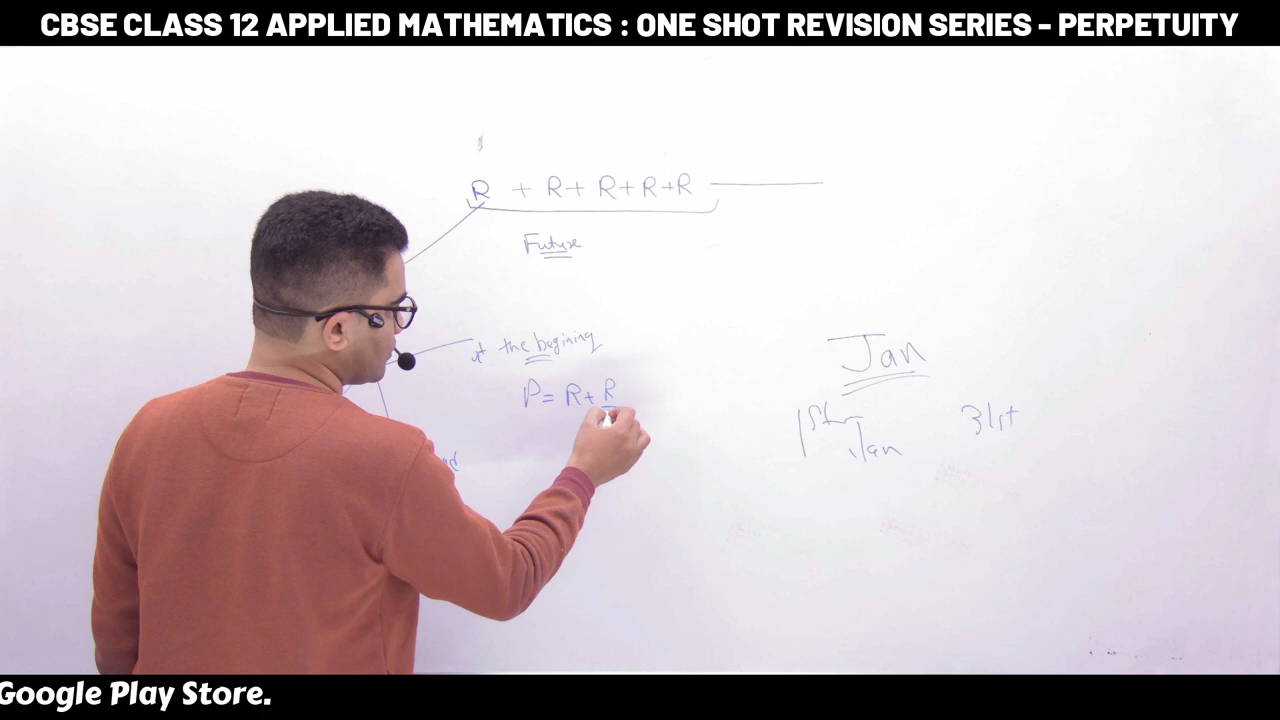 CBSE CLASS 12 APPLIED MATHEMATICS : ONE SHOT REVISION SERIES - PERPETUITY
R + R + R + R + R
Future
the begining
P = R + R
Jan
1st
Jan
31st
Google Play Store.